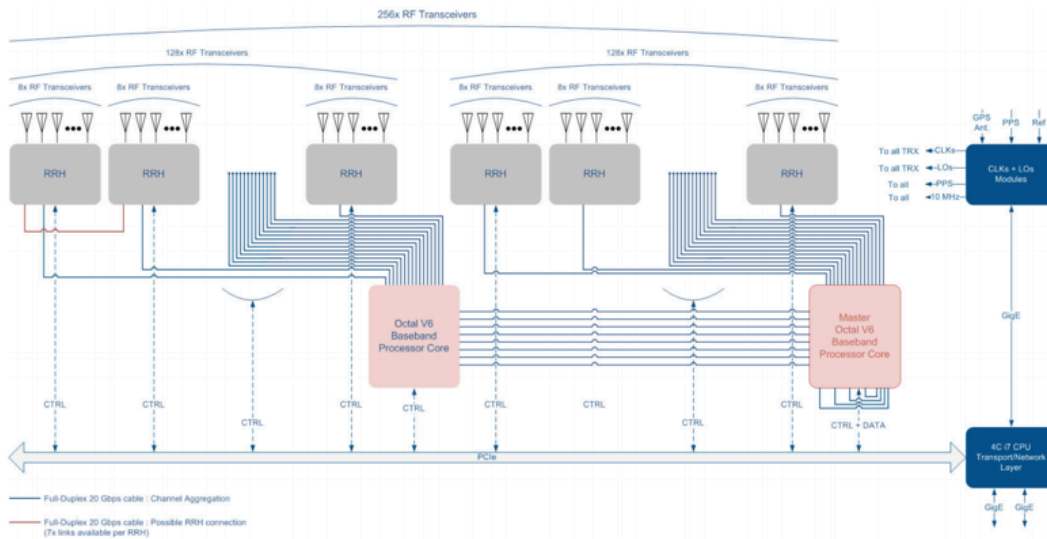 256x RF Transceivers
128x RF Transceivers
128x RF Transceivers
8x RF Transceivers
8x RF Transceivers
8x RF Transceivers
8x RF Transceivers
8x RF Transceivers
8x RF Transceivers
GPS
Ant.
PPS
Ref
RRH
RRH
RRH
RRH
RRH
RRH
To all TRX
CLKs
To all TRX
LOs
To all
PPS
To all
10 MHz
CLKs + LOs
Modules
Octal V6
Baseband
Processor Core
Master
Octal V6
Baseband
Processor Core
GigE
CTRL
CTRL
CTRL
CTRL
CTRL
CTRL
CTRL
CTRL
CTRL
CTRL + DATA
PCIe
4C i7 CPU
Transport/Network
Layer
GigE
GigE
Full-Duplex 20 Gbps cable : Channel Aggregation
Full-Duplex 20 Gbps cable : Possible RRH connection
(7x links available per RRH)